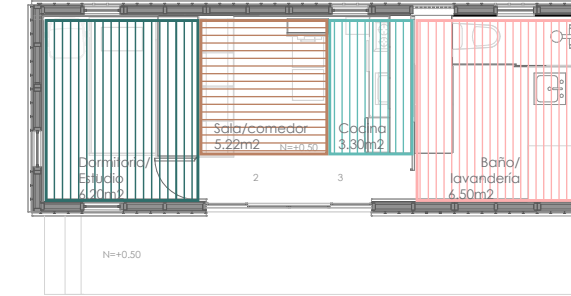 Sala/comedor
5.22m2
N=+0.50
Cocina
3.30m2
Dormitorio/
Estudio
6.20m2
2
3
Baño/
lavandería
6.50m2
N=+0.50